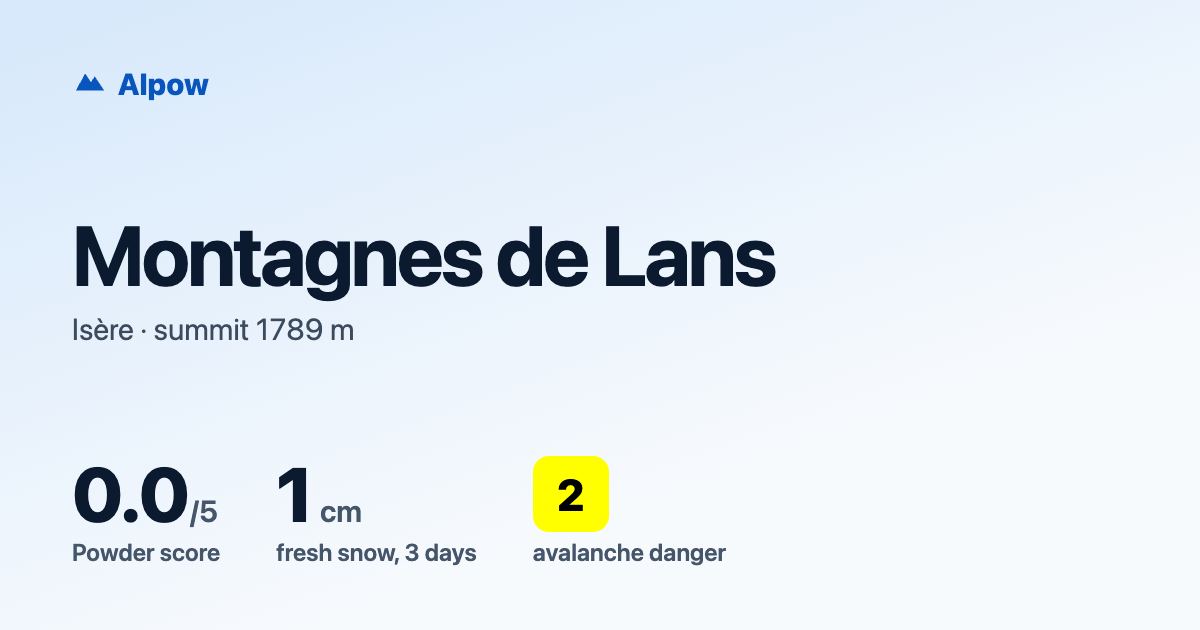 Alpow
Montagnes de Lans
Isère · summit 1789 m
0.0/5
Powder score
1 cm
fresh snow, 3 days
2
avalanche danger